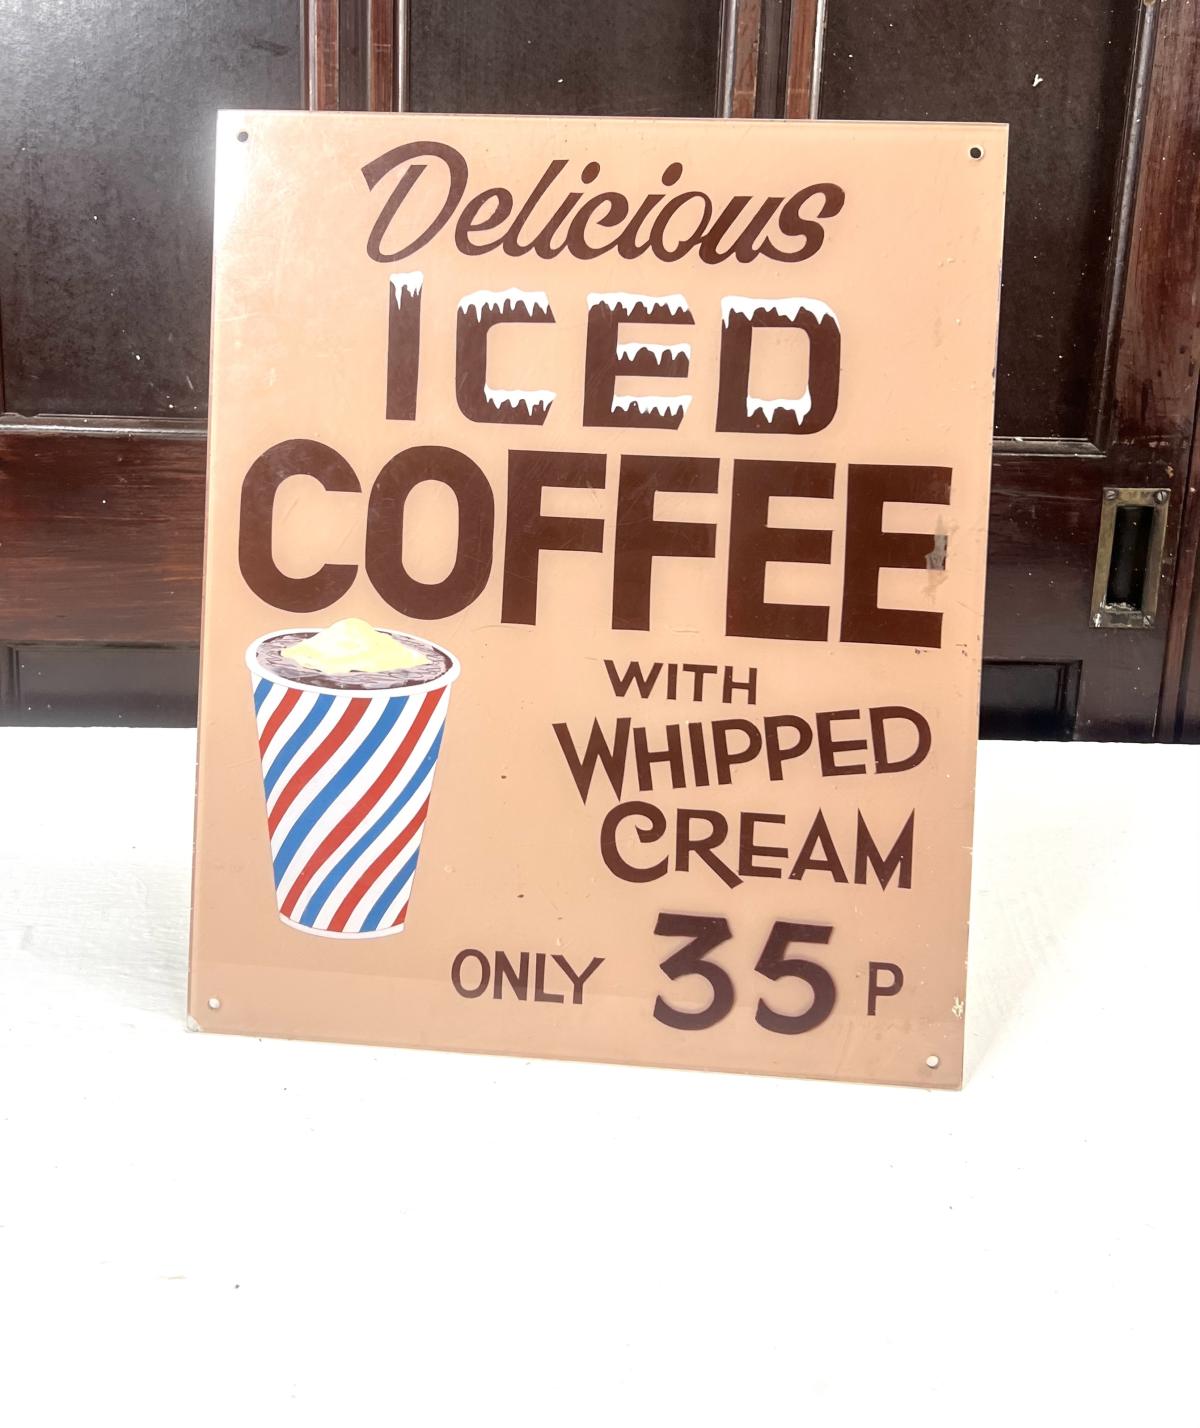 Delicious
ICED
COFFEE
WITH
WHIPPED
CREAM
ONLY 35 P